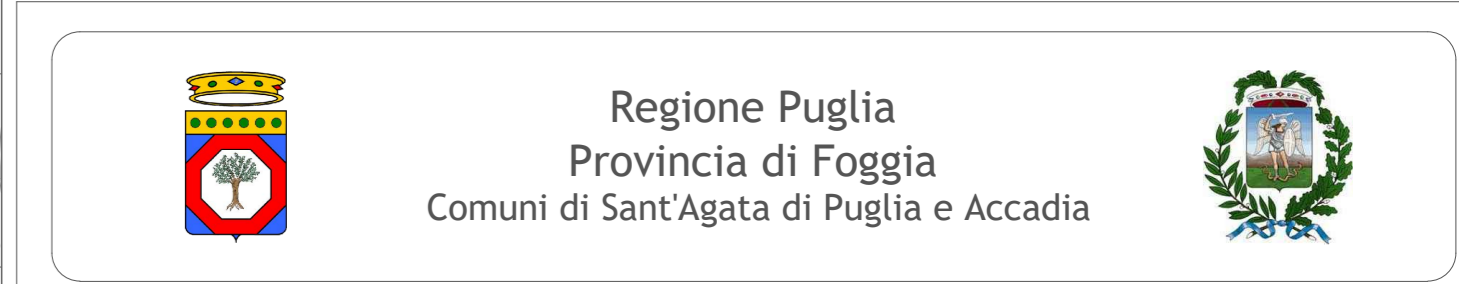 Regione Puglia
Provincia di Foggia
Comuni di Sant'Agata di Puglia e Accadia